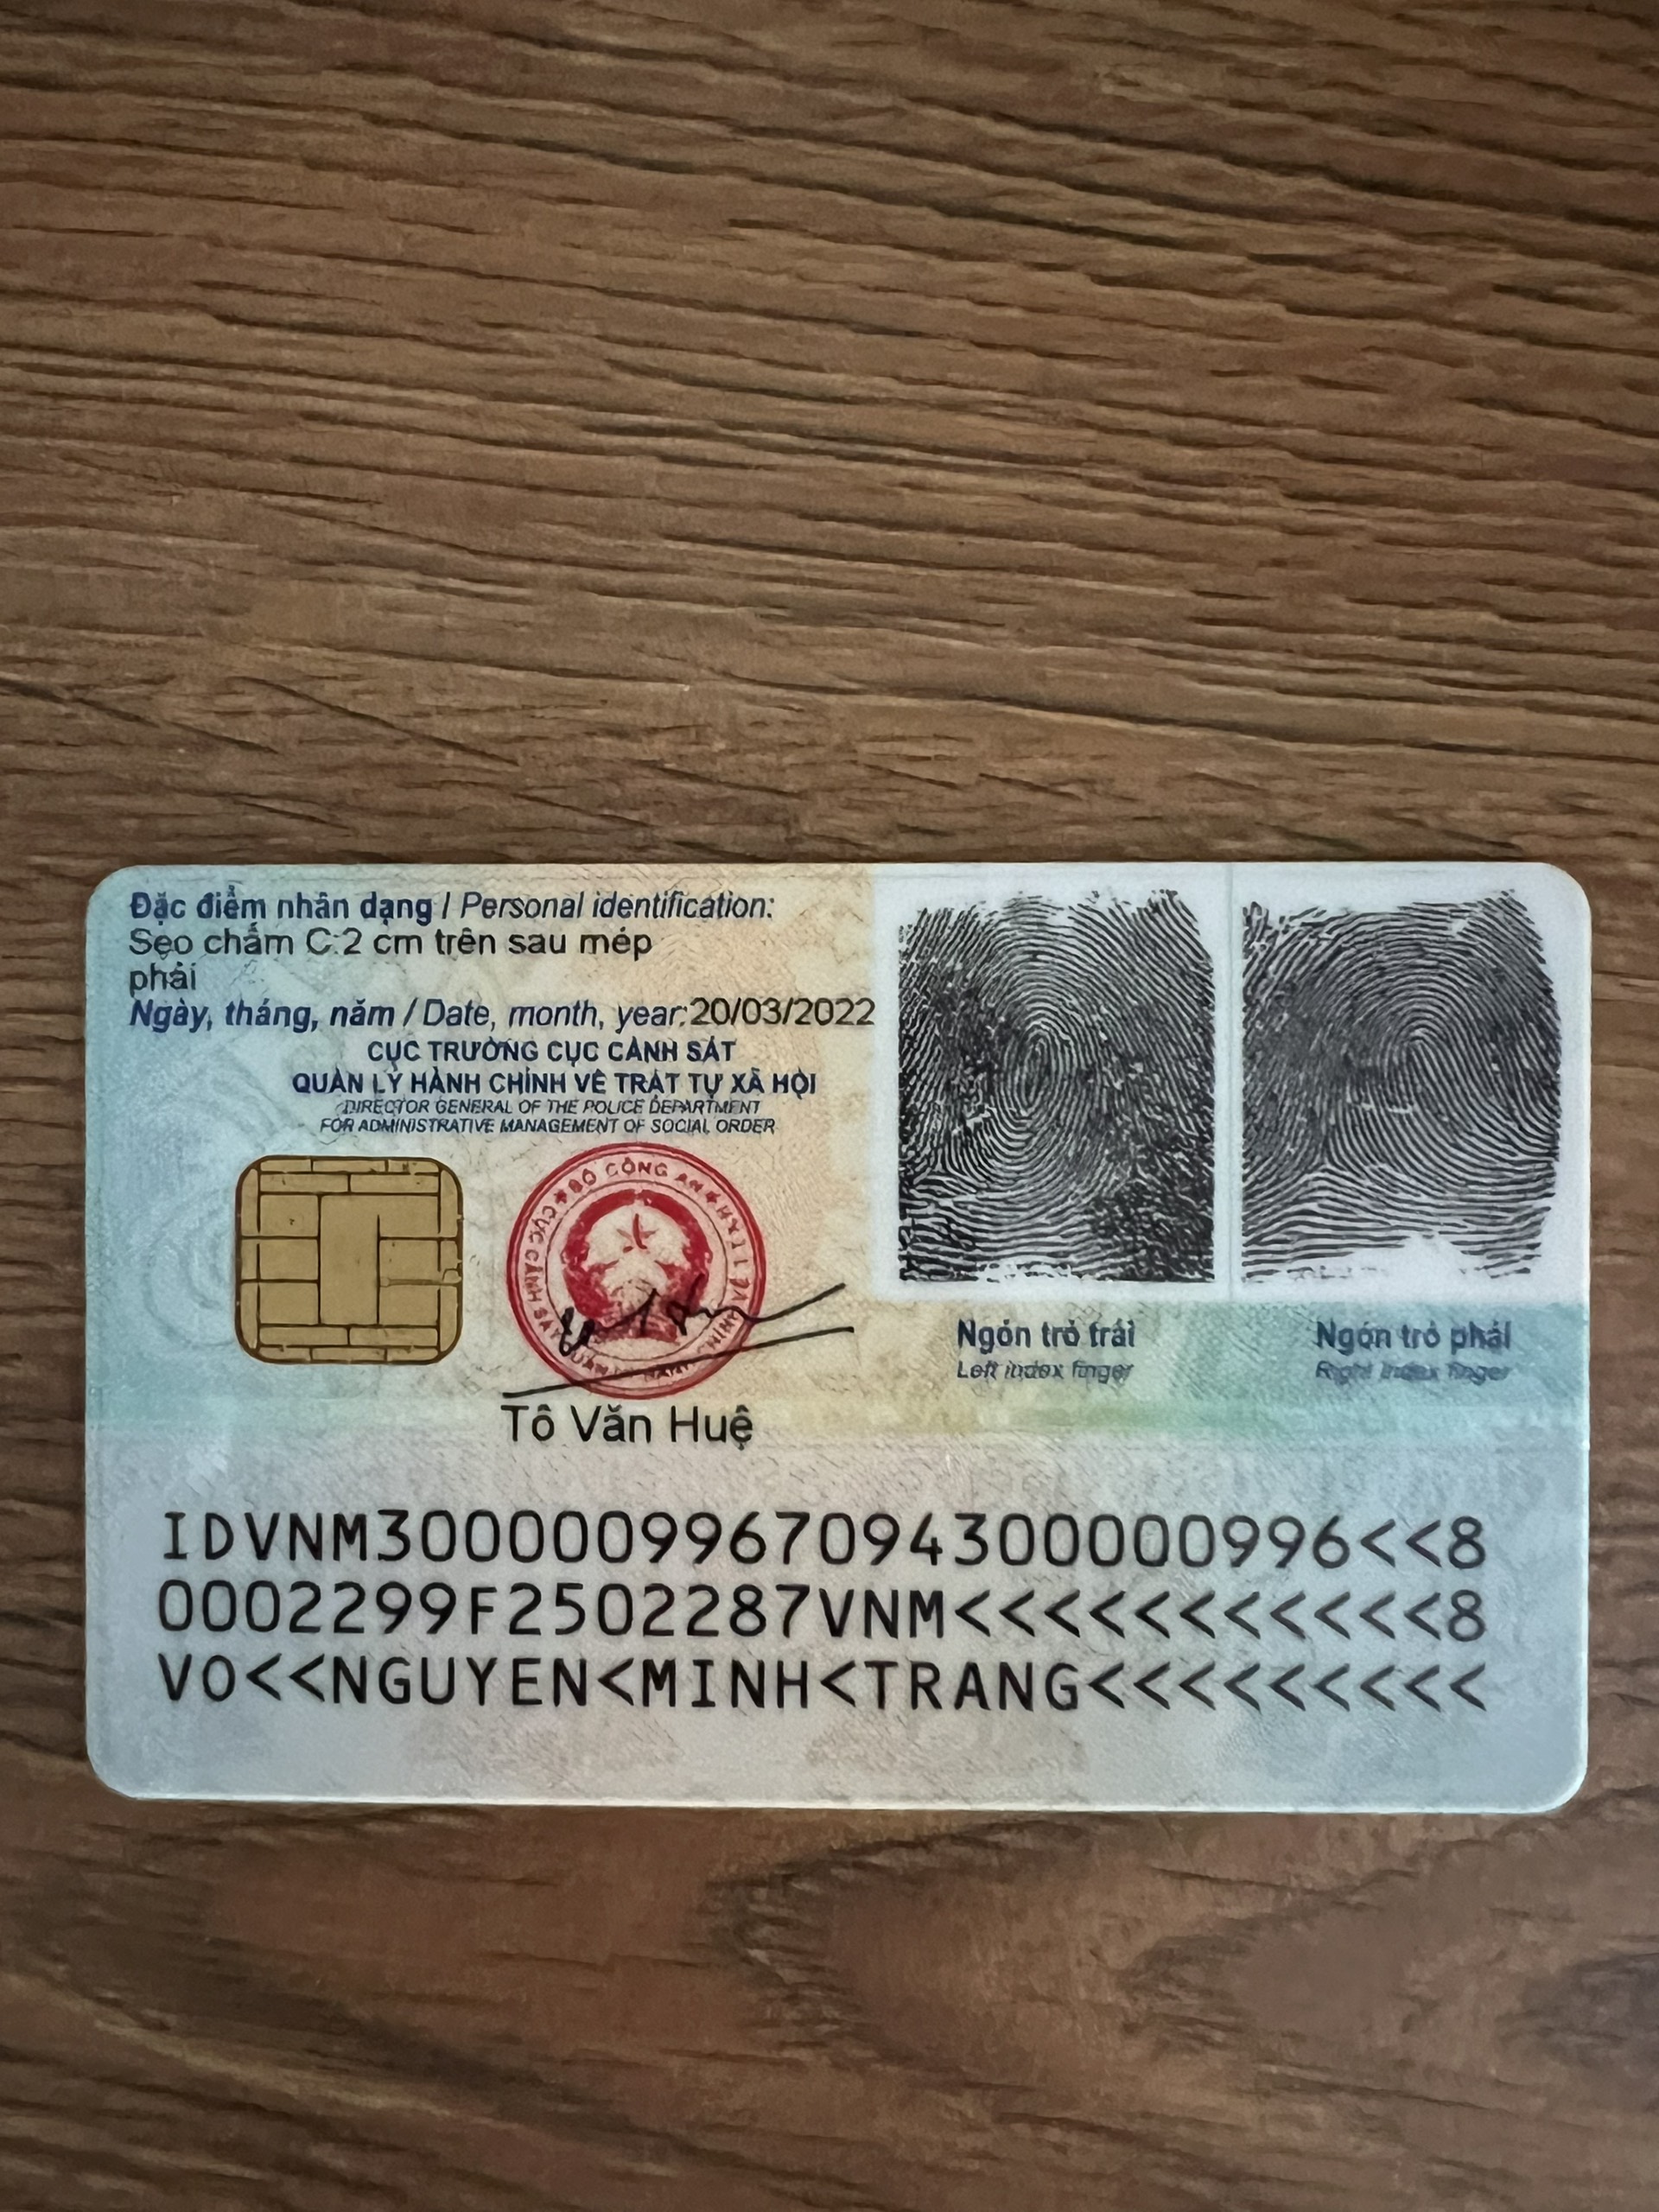 Đặc điểm nhân dạng / Personal identification:
Sẹo chấm C:2 cm trên sau mép
phải
Ngày, tháng, năm / Date, month, year:20/03/2022
CỤC TRƯỞNG CỤC CẢNH SÁT
QUẢN LÝ HÀNH CHÍNH VỀ TRẬT TỰ XÃ HỘI
DIRECTOR GENERAL OF THE POLICE DEPARTMENT
FOR ADMINISTRATIVE MANAGEMENT OF SOCIAL ORDER
BỘ CÔNG AN
CỤC CẢNH SÁT
Tô Văn Huệ
Ngón trỏ trái
Left index finger
Ngón trỏ phải
Right index finger
IDVNM3000009967094300000996<<8
0002299F2502287VNM<<<<<<<<<<<8
VO<<NGUYEN<MINH<TRANG<<<<<<<<<